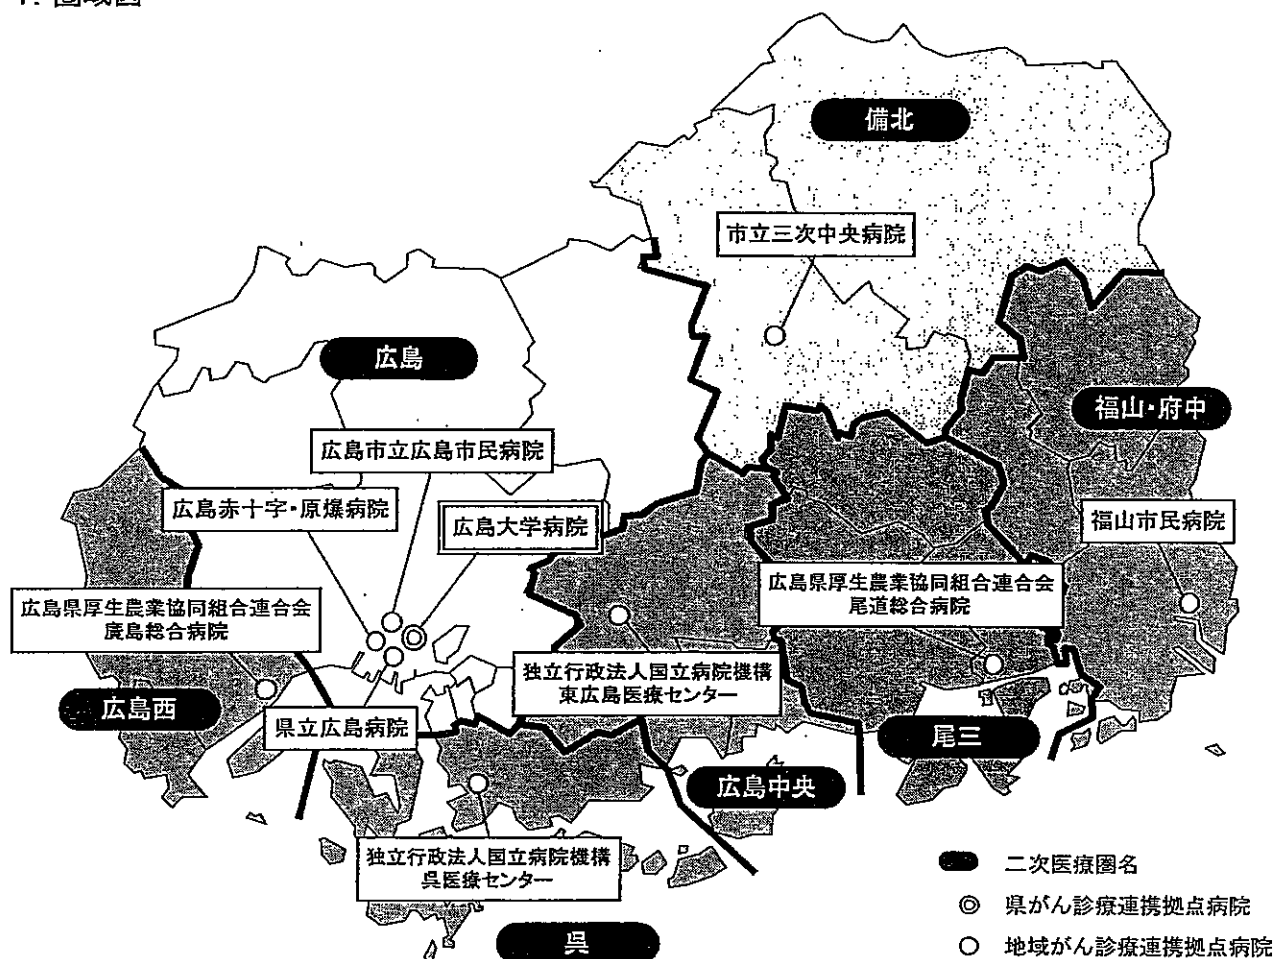 1. 圏域図
備北
市立三次中央病院
広島
福山・府中
広島市立広島市民病院
広島赤十字・原爆病院
広島大学病院
福山市民病院
広島県厚生農業協同組合連合会
廣島総合病院
広島県厚生農業協同組合連合会
尾道総合病院
独立行政法人国立病院機構
東広島医療センター
広島西
県立広島病院
尾三
広島中央
独立行政法人国立病院機構
呉医療センター
呉
二次医療圏名
県がん診療連携拠点病院
地域がん診療連携拠点病院